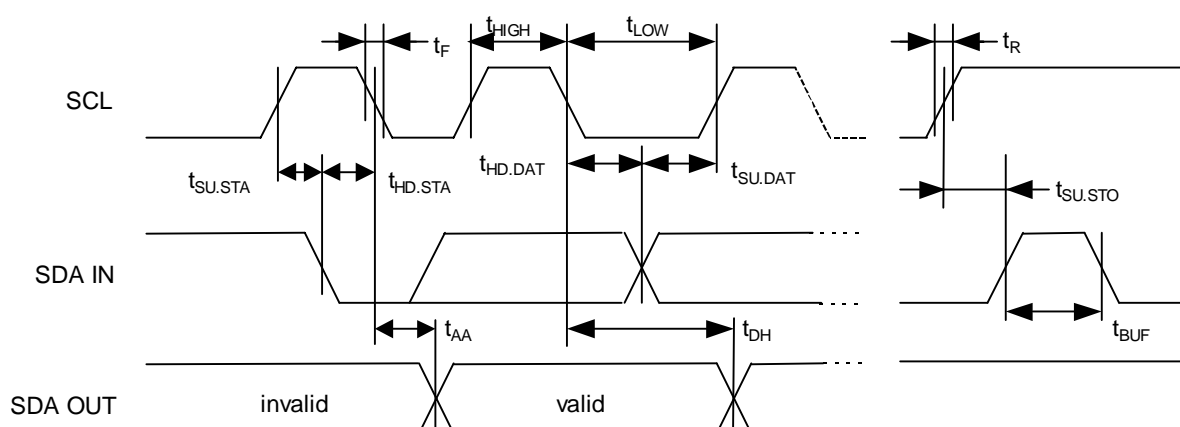 t_F
t_HIGH
t_LOW
t_R
SCL
t_SU.STA
t_HD.STA
t_HD.DAT
t_SU.DAT
t_SU.STO
SDA IN
t_AA
t_DH
t_BUF
SDA OUT
invalid
valid